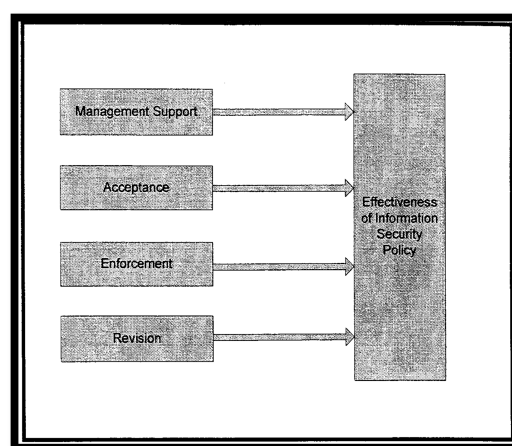 Management Support
Acceptance
Enforcement
Revision
Effectiveness
of Information
Security
Policy